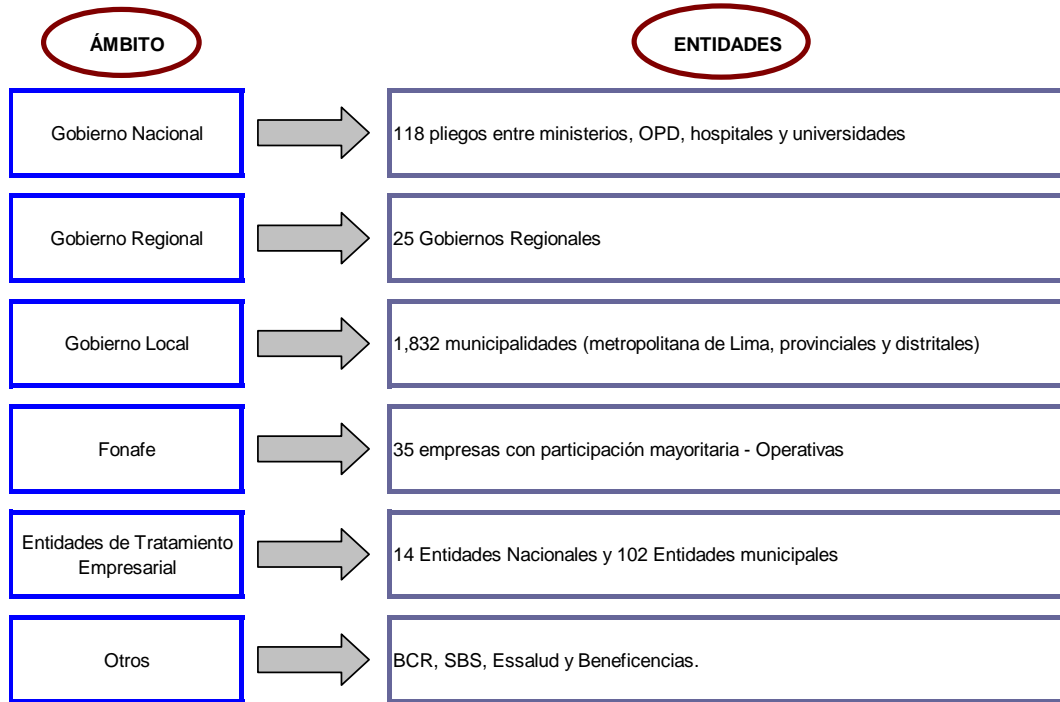 ÁMBITO
ENTIDADES
Gobierno Nacional
118 pliegos entre ministerios, OPD, hospitales y universidades
Gobierno Regional
25 Gobiernos Regionales
Gobierno Local
1,832 municipalidades (metropolitana de Lima, provinciales y distritales)
Fonafe
35 empresas con participación mayoritaria - Operativas
Entidades de Tratamiento
Empresarial
14 Entidades Nacionales y 102 Entidades municipales
Otros
BCR, SBS, Essalud y Beneficencias.